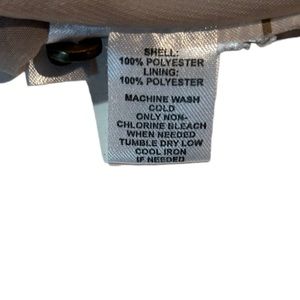 SHELL:
100% POLYESTER
LINING:
100% POLYESTER
MACHINE WASH
COLD
ONLY NON-
CHLORINE BLEACH
WHEN NEEDED
TUMBLE DRY LOW
COOL IRON
IF NEEDED